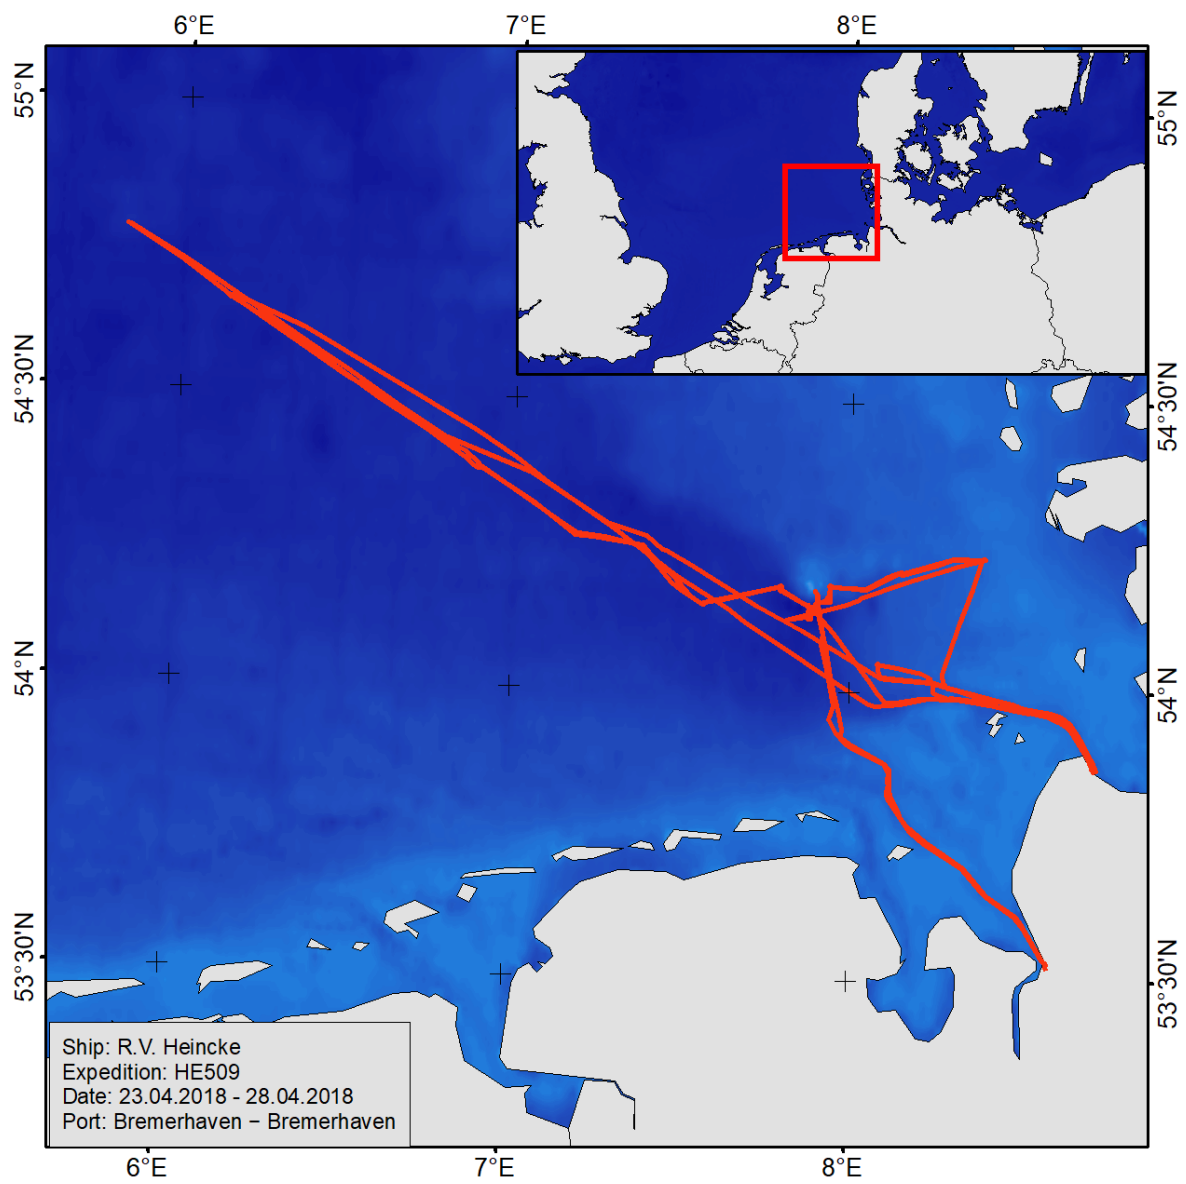 6°E 7°E 8°E
55°N
55°N
54°30'N
54°30'N
54°N
54°N
53°30'N
53°30'N
Ship: R.V. Heincke
Expedition: HE509
Date: 23.04.2018 - 28.04.2018
Port: Bremerhaven − Bremerhaven
6°E 7°E 8°E